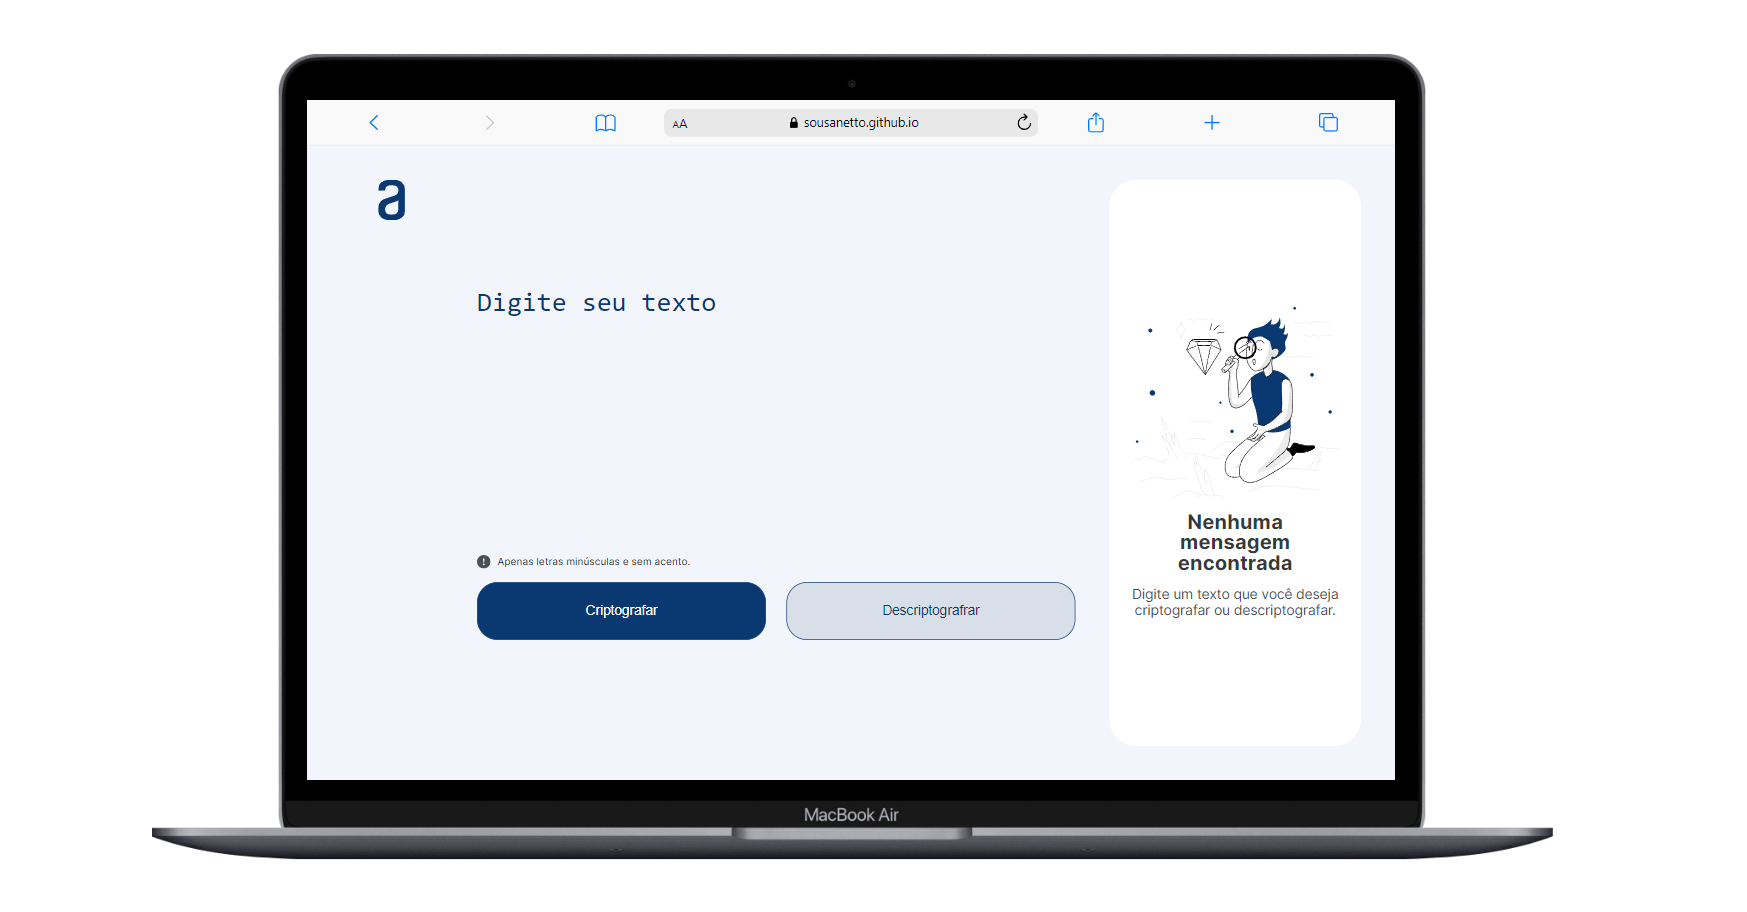 AA
sousanetto.github.io
a
Digite seu texto
Apenas letras minúsculas e sem acento.
Criptografar
Descriptografrar
Nenhuma
mensagem
encontrada
Digite um texto que você deseja
criptografar ou descriptografar.
MacBook Air